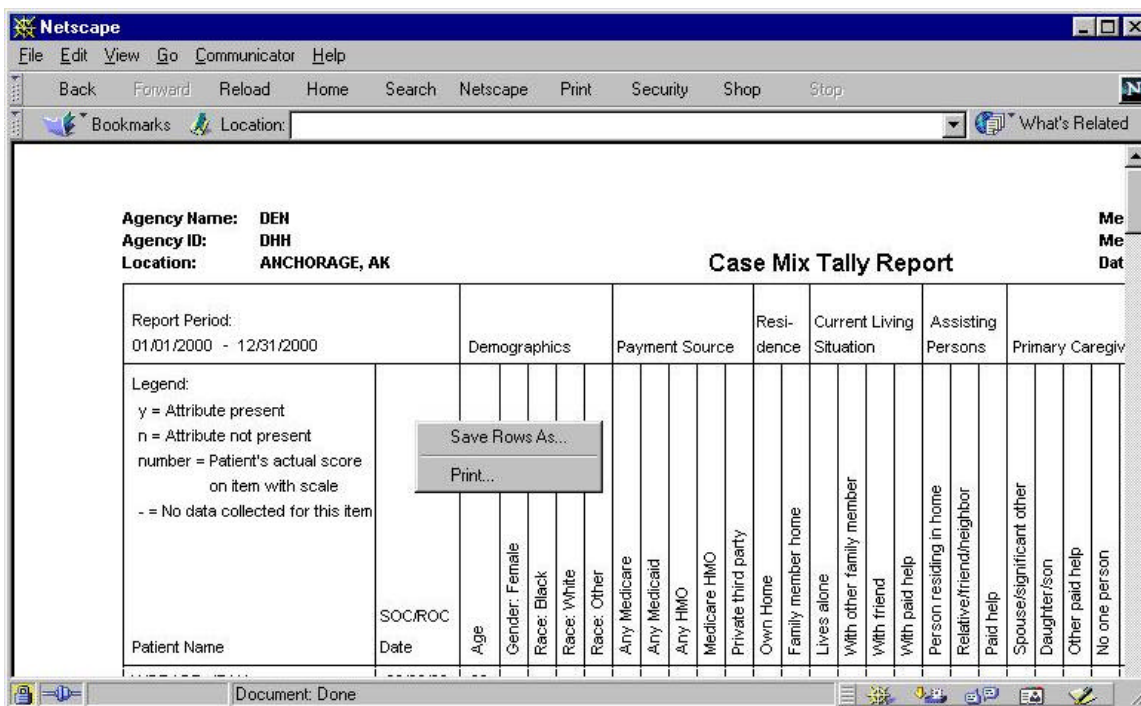 Netscape
File Edit View Go Communicator Help
Back Forward Reload Home Search Netscape Print Security Shop Stop
Bookmarks Location: What's Related
Agency Name: DEN
Agency ID: DHH
Location: ANCHORAGE, AK
Case Mix Tally Report
Me
Me
Dat
Report Period:
01/01/2000 - 12/31/2000
Demographics
Payment Source
Resi-
dence
Current Living
Situation
Assisting
Persons
Primary Caregiv
Legend:
y = Attribute present
n = Attribute not present
number = Patient's actual score
on item with scale
- = No data collected for this item
Patient Name
SOC/ROC
Date
Save Rows As...
Print...
Age
Gender: Female
Race: Black
Race: White
Race: Other
Any Medicare
Any Medicaid
Any HMO
Medicare HMO
Private third party
Own Home
Family member home
Lives alone
With other family member
With friend
With paid help
Person residing in home
Relative/friend/neighbor
Paid help
Spouse/significant other
Daughter/son
Other paid help
No one person
Document: Done